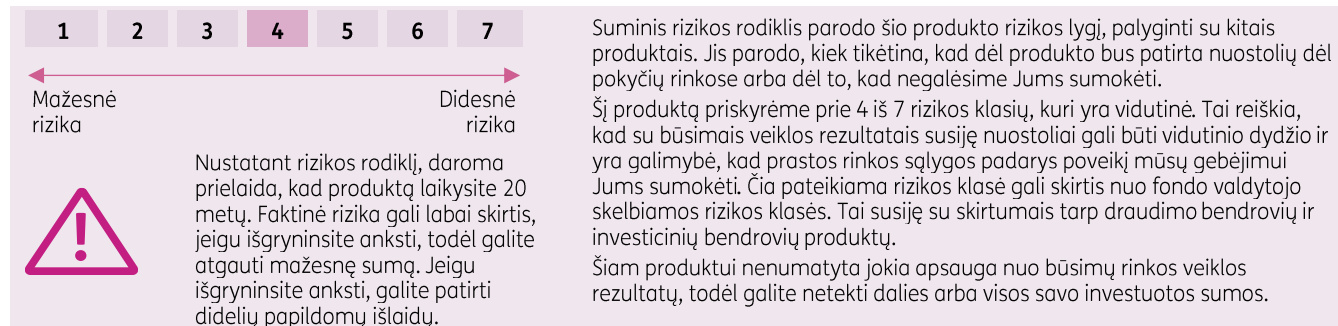 1 2 3 4 5 6 7
Mažesnė rizika
Didesnė rizika
Nustatant rizikos rodiklį, daroma
prielaida, kad produktą laikysite 20
metų. Faktinė rizika gali labai skirtis,
jeigu išgryninsite anksti, todėl galite
atgauti mažesnę sumą. Jeigu
išgryninsite anksti, galite patirti
didelių papildomų išlaidų.
Suminis rizikos rodiklis parodo šio produkto rizikos lygį, palyginti su kitais
produktais. Jis parodo, kiek tikėtina, kad dėl produkto bus patirta nuostolių dėl
pokyčių rinkose arba dėl to, kad negalėsime Jums sumokėti.
Šį produktą priskyrėme prie 4 iš 7 rizikos klasių, kuri yra vidutinė. Tai reiškia,
kad su būsimais veiklos rezultatais susiję nuostoliai gali būti vidutinio dydžio ir
yra galimybė, kad prastos rinkos sąlygos padarys poveikį mūsų gebėjimui
Jums sumokėti. Čia pateikiama rizikos klasė gali skirtis nuo fondo valdytojo
skelbiamos rizikos klasės. Tai susiję su skirtumais tarp draudimo bendrovių ir
investicinių bendrovių produktų.
Šiam produktui nenumatyta jokia apsauga nuo būsimų rinkos veiklos
rezultatų, todėl galite netekti dalies arba visos savo investuotos sumos.